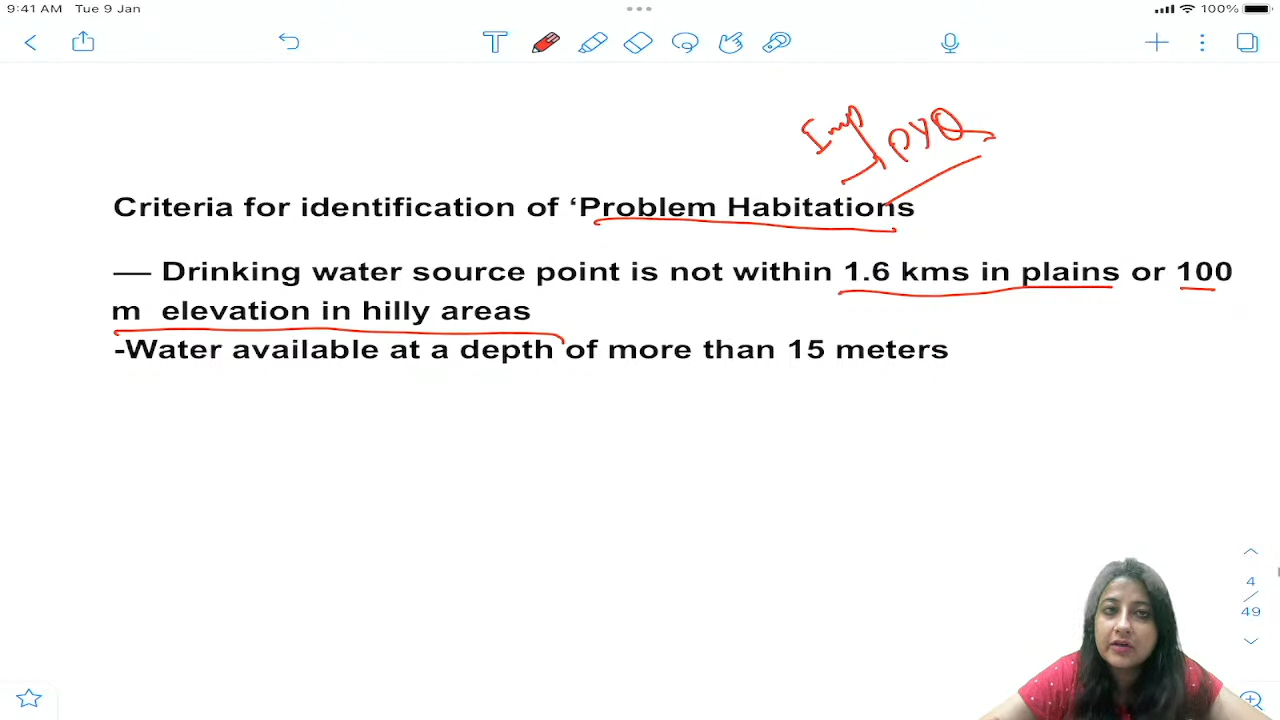 9:41 AM Tue 9 Jan
100%
T
Imp
PYQ
Criteria for identification of ‘Problem Habitations
— Drinking water source point is not within 1.6 kms in plains or 100
m elevation in hilly areas
-Water available at a depth of more than 15 meters
4
49